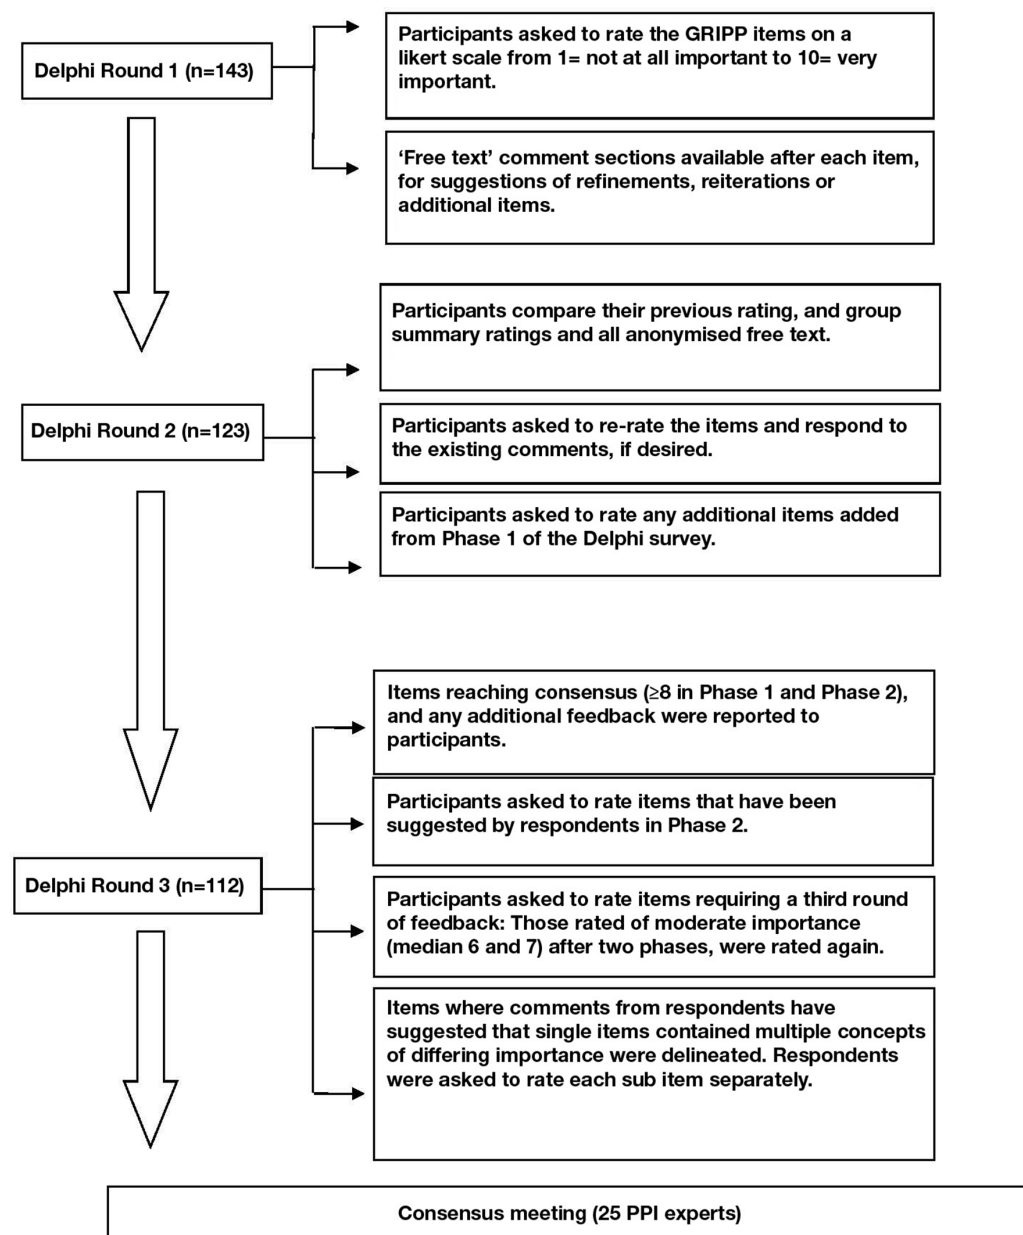 Delphi Round 1 (n=143)
Participants asked to rate the GRIPP items on a
likert scale from 1= not at all important to 10= very
important.
‘Free text’ comment sections available after each item,
for suggestions of refinements, reiterations or
additional items.
Delphi Round 2 (n=123)
Participants compare their previous rating, and group
summary ratings and all anonymised free text.
Participants asked to re-rate the items and respond to
the existing comments, if desired.
Participants asked to rate any additional items added
from Phase 1 of the Delphi survey.
Delphi Round 3 (n=112)
Items reaching consensus (≥8 in Phase 1 and Phase 2),
and any additional feedback were reported to
participants.
Participants asked to rate items that have been
suggested by respondents in Phase 2.
Participants asked to rate items requiring a third round
of feedback: Those rated of moderate importance
(median 6 and 7) after two phases, were rated again.
Items where comments from respondents have
suggested that single items contained multiple concepts
of differing importance were delineated. Respondents
were asked to rate each sub item separately.
Consensus meeting (25 PPI experts)